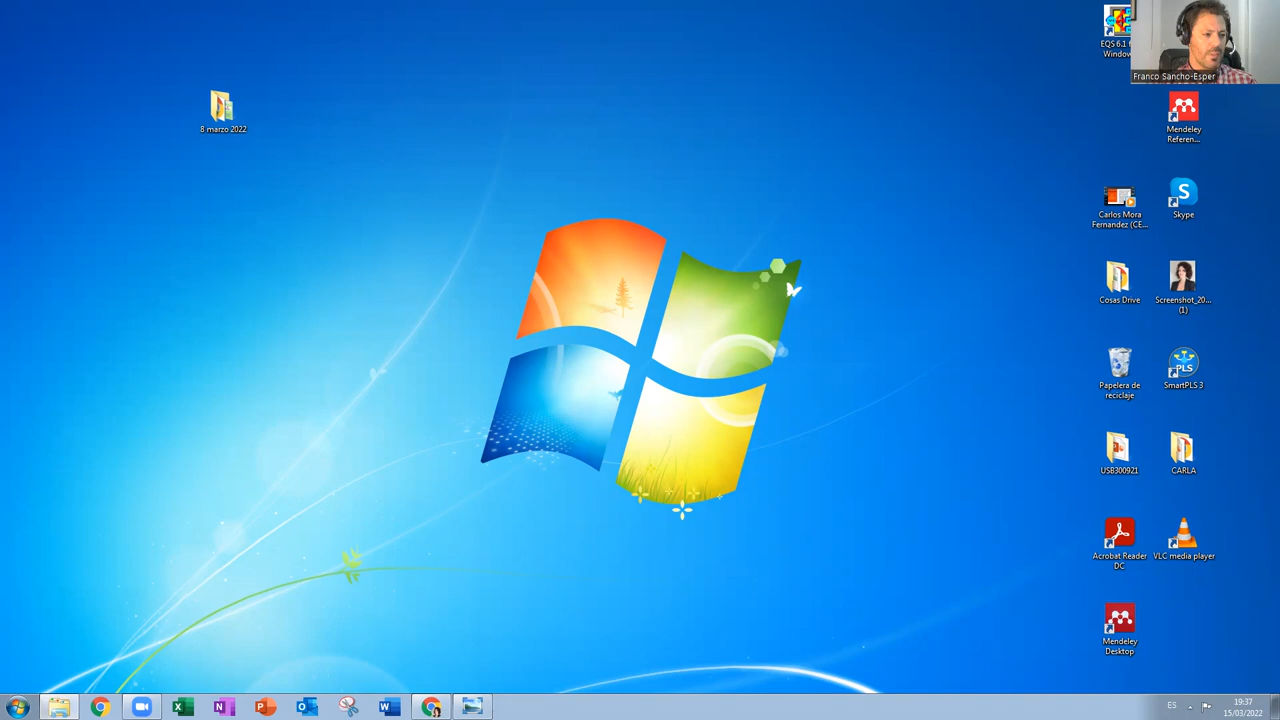 EQS 6.1 f
Window
Franco Sancho-Esper
8 marzo 2022
Mendeley
Referen...
Carlos Mora
Fernandez (CE...
Skype
Cosas Drive
Screenshot_20...
(1)
Papelera de
reciclaje
PLS
SmartPLS 3
USB300921
CARLA
Acrobat Reader
DC
VLC media player
Mendeley
Desktop
ES
19:37
15/03/2022